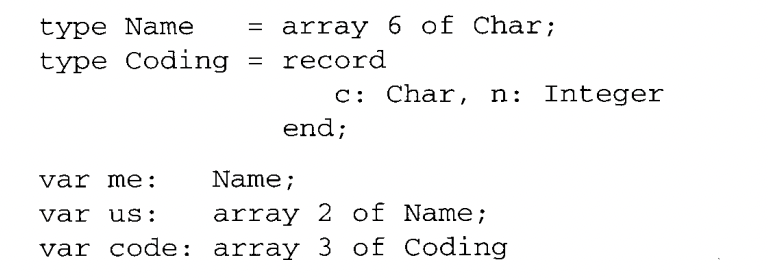 type Name   = array 6 of Char;
type Coding = record
                 c: Char, n: Integer
              end;
var me:   Name;
var us:   array 2 of Name;
var code: array 3 of Coding